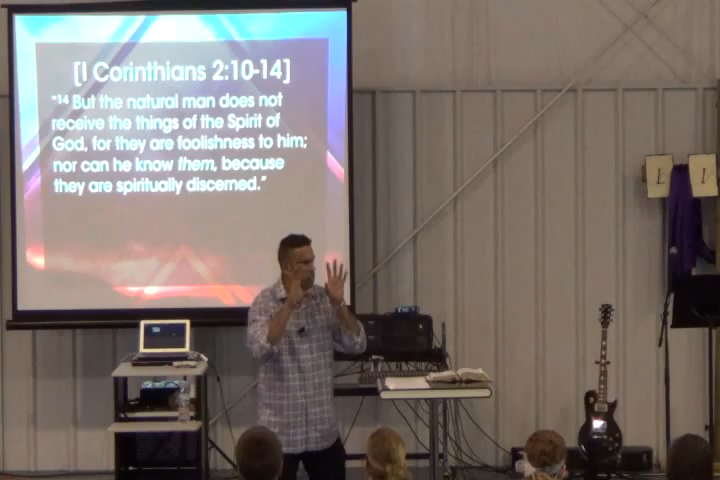 [I Corinthians 2:10-14]
"14 But the natural man does not
receive the things of the Spirit of
God, for they are foolishness to him;
nor can he know them, because
they are spiritually discerned."